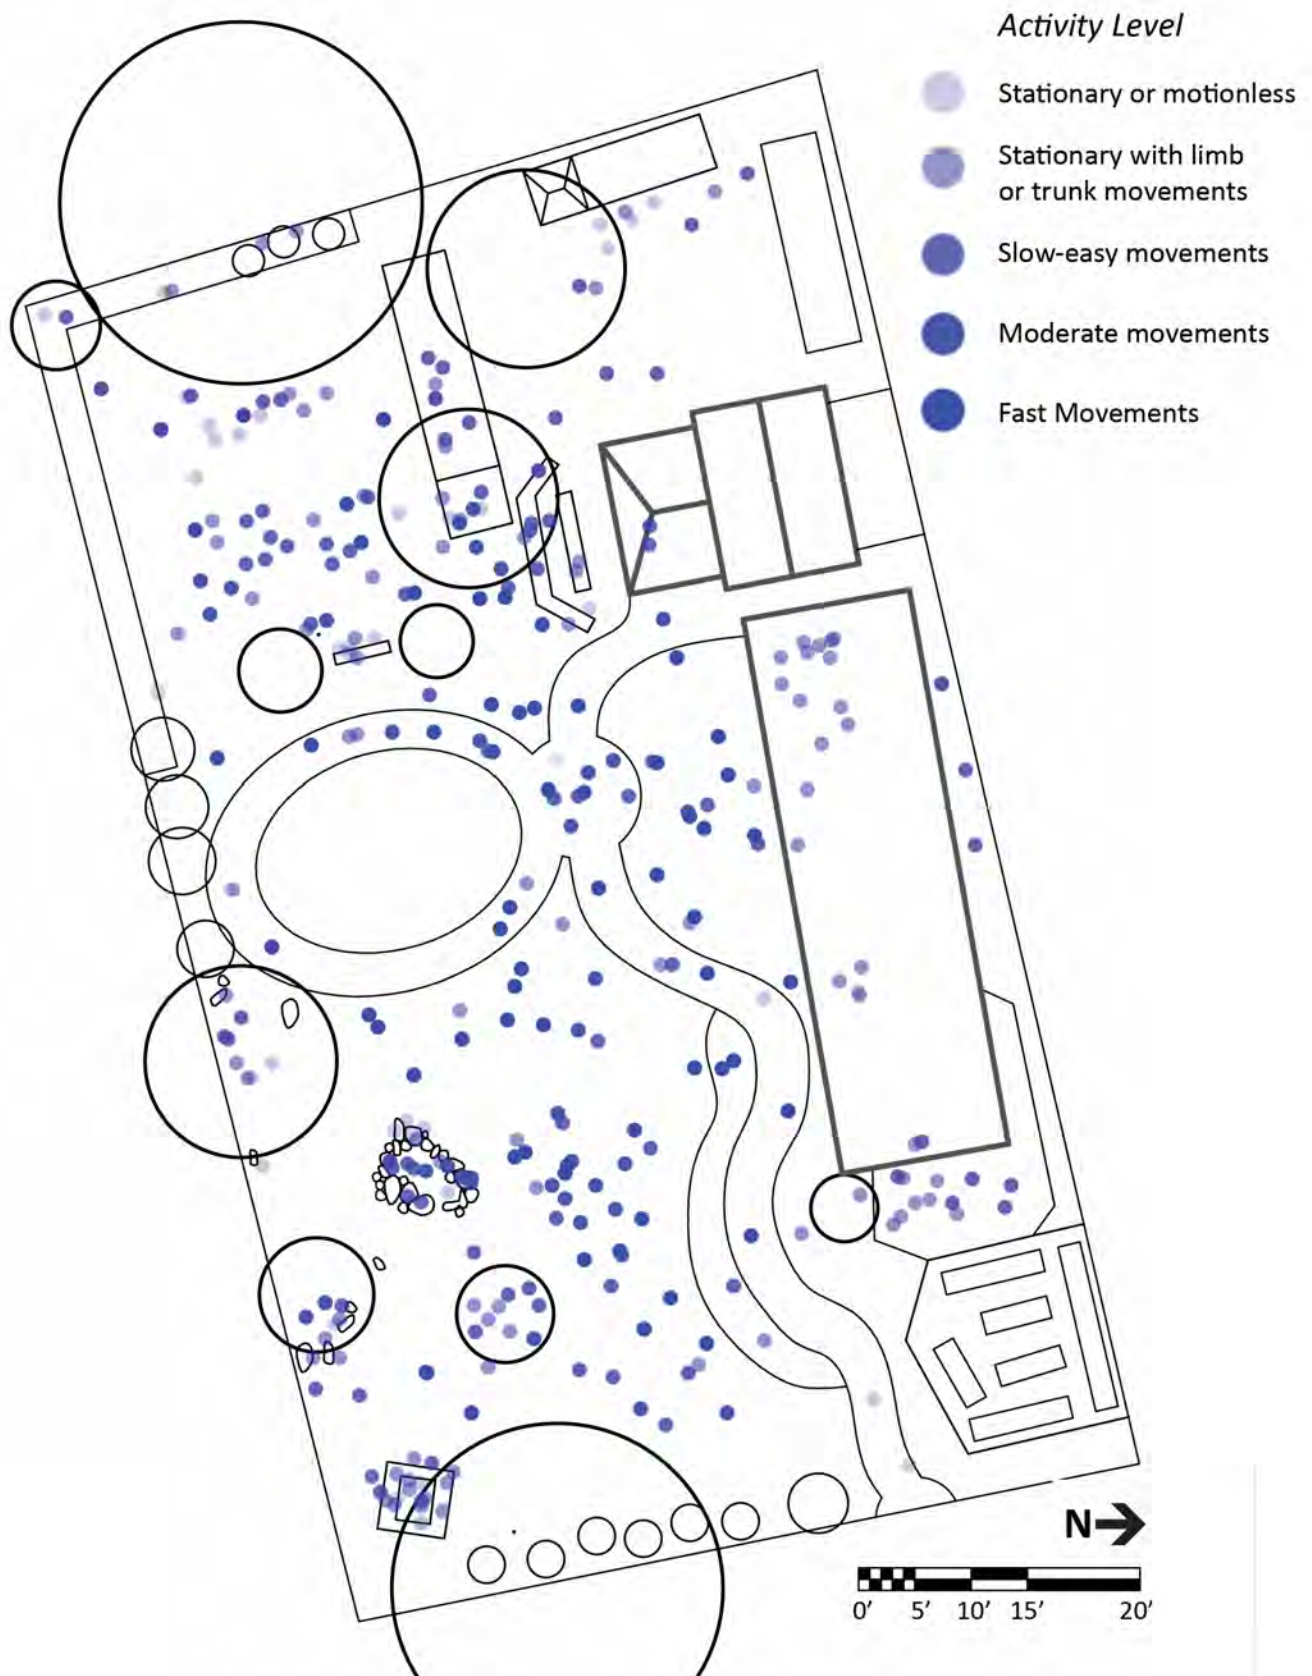 Activity Level
Stationary or motionless
Stationary with limb
or trunk movements
Slow-easy movements
Moderate movements
Fast Movements
N
0’ 5’ 10’ 15’ 20’